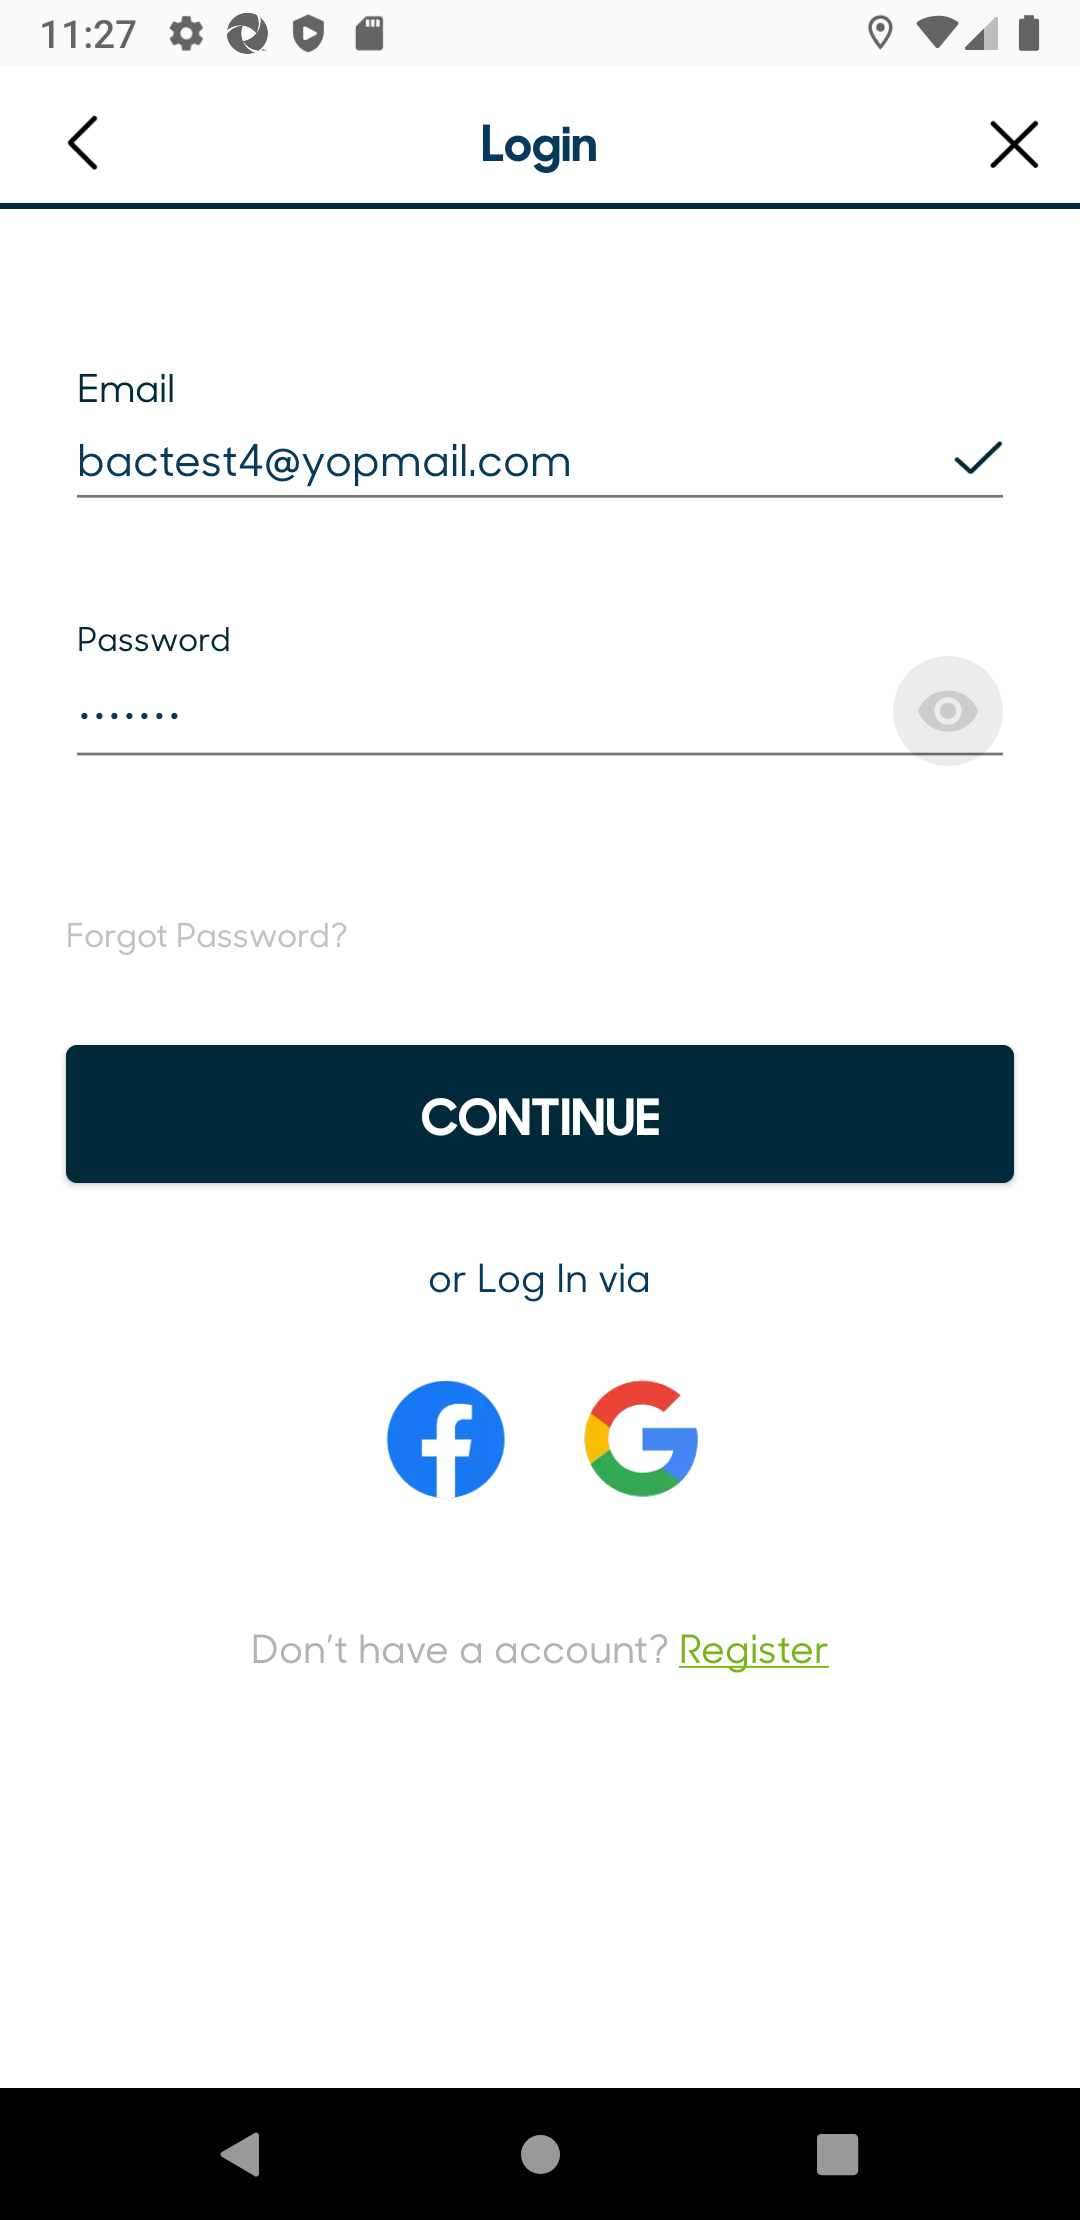 11:27
Login
Email
bactest4@yopmail.com
Password
•••••••
Forgot Password?
CONTINUE
or Log In via
Don't have a account? Register